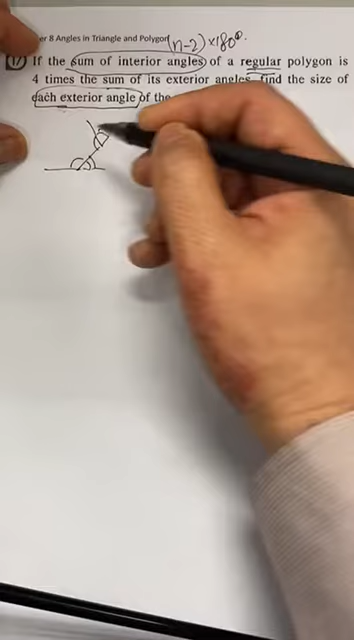 er 8 Angles in Triangle and Polygon (n-2)×180°.
17 If the sum of interior angles of a regular polygon is
4 times the sum of its exterior angles, find the size of
each exterior angle of the